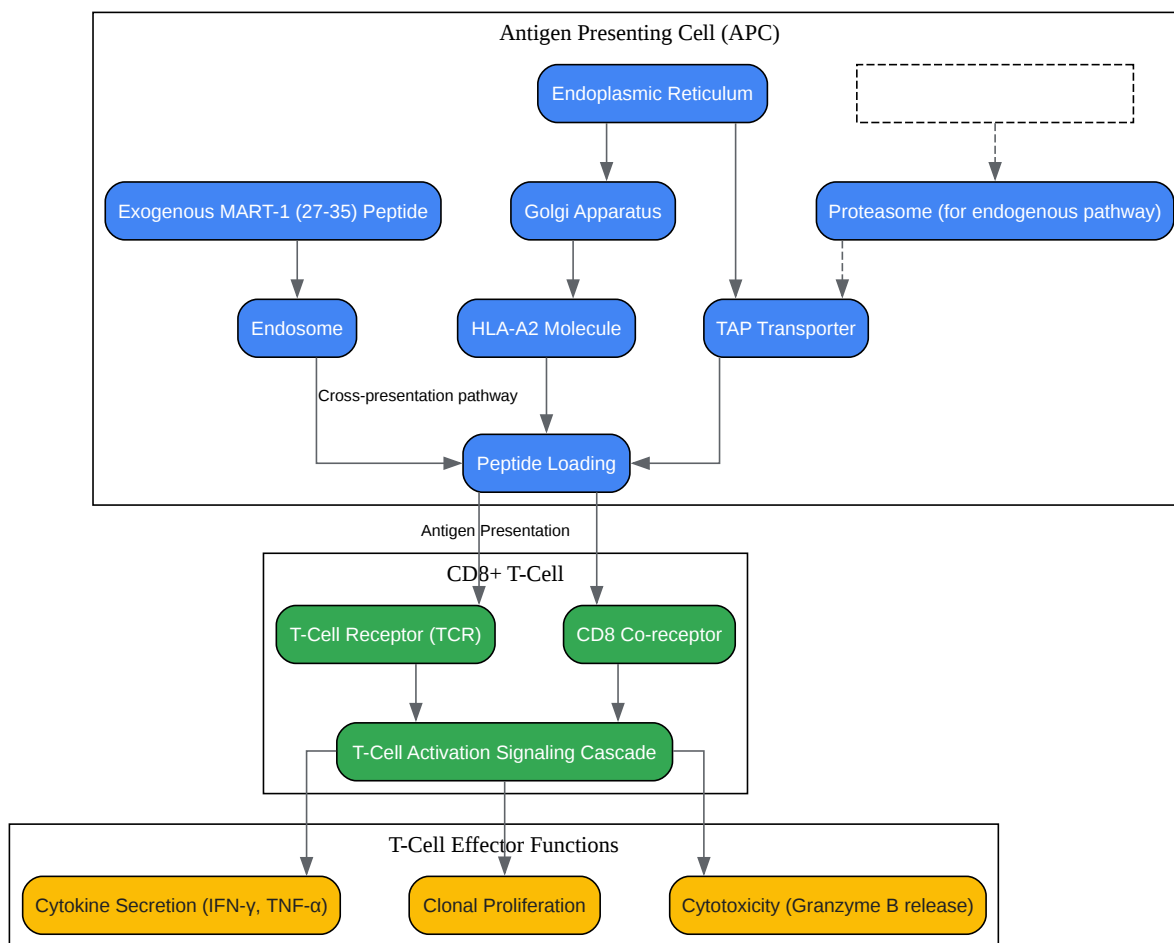 Antigen Presenting Cell (APC)
Endoplasmic Reticulum
Exogenous MART-1 (27-35) Peptide
Golgi Apparatus
Proteasome (for endogenous pathway)
Endosome
HLA-A2 Molecule
TAP Transporter
Cross-presentation pathway
Peptide Loading
Antigen Presentation
CD8+ T-Cell
T-Cell Receptor (TCR)
CD8 Co-receptor
T-Cell Activation Signaling Cascade
T-Cell Effector Functions
Cytokine Secretion (IFN-γ, TNF-α)
Clonal Proliferation
Cytotoxicity (Granzyme B release)